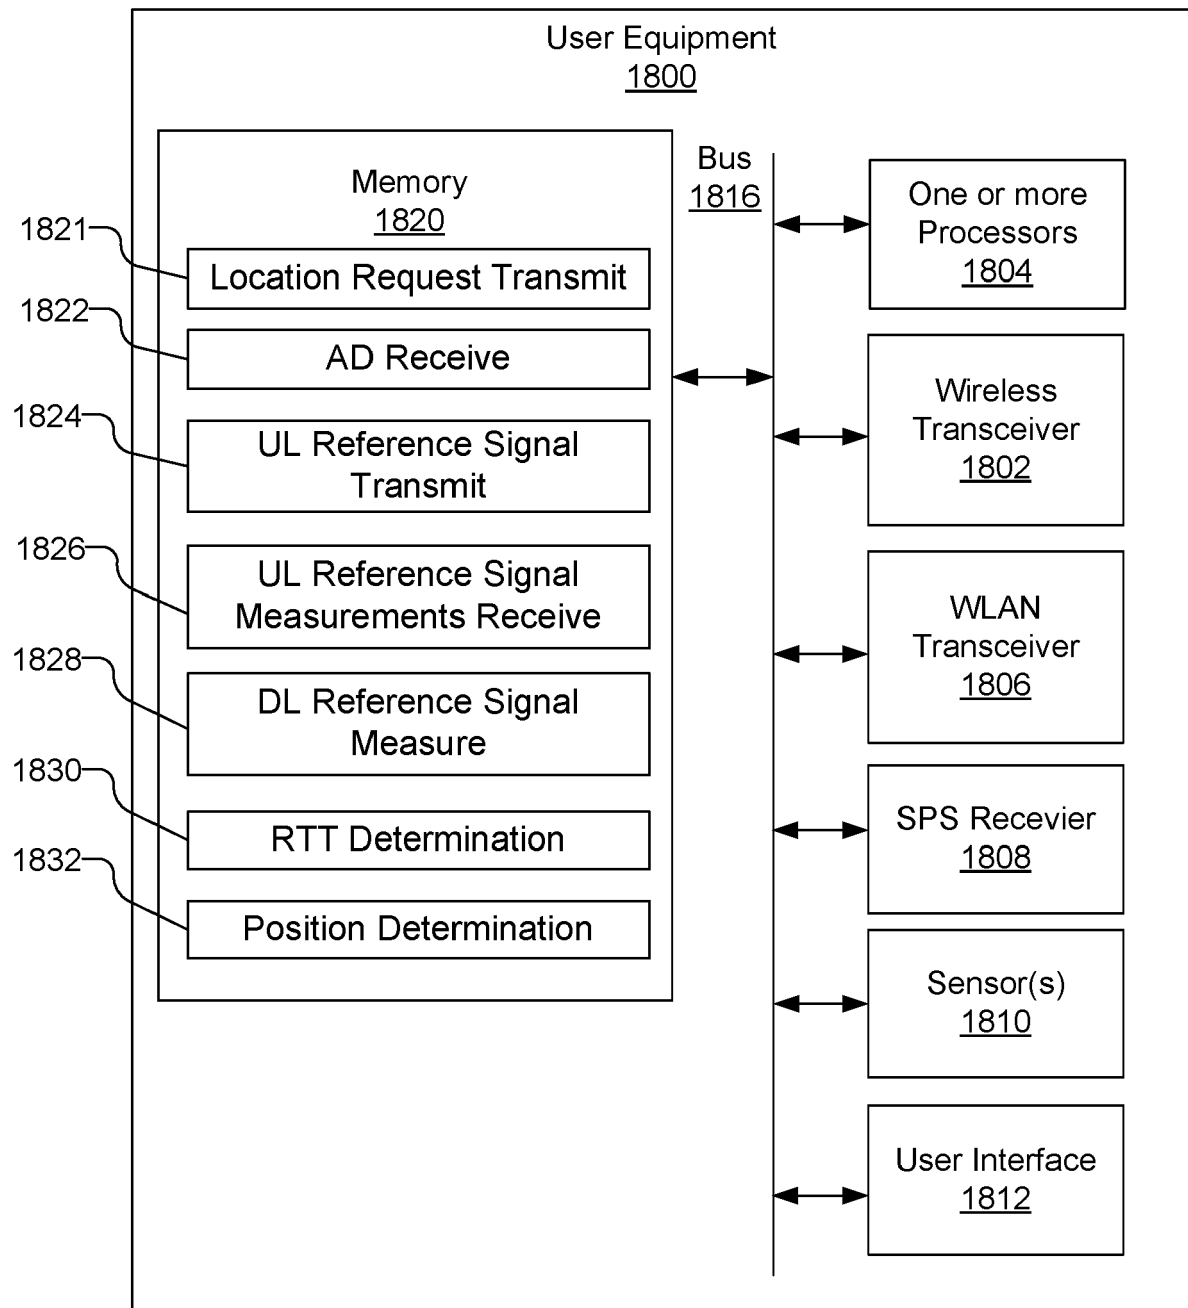 User Equipment
1800
Memory
1820
1821
Location Request Transmit
1822
AD Receive
1824
UL Reference Signal
Transmit
1826
UL Reference Signal
Measurements Receive
1828
DL Reference Signal
Measure
1830
RTT Determination
1832
Position Determination
Bus
1816
One or more
Processors
1804
Wireless
Transceiver
1802
WLAN
Transceiver
1806
SPS Recevier
1808
Sensor(s)
1810
User Interface
1812